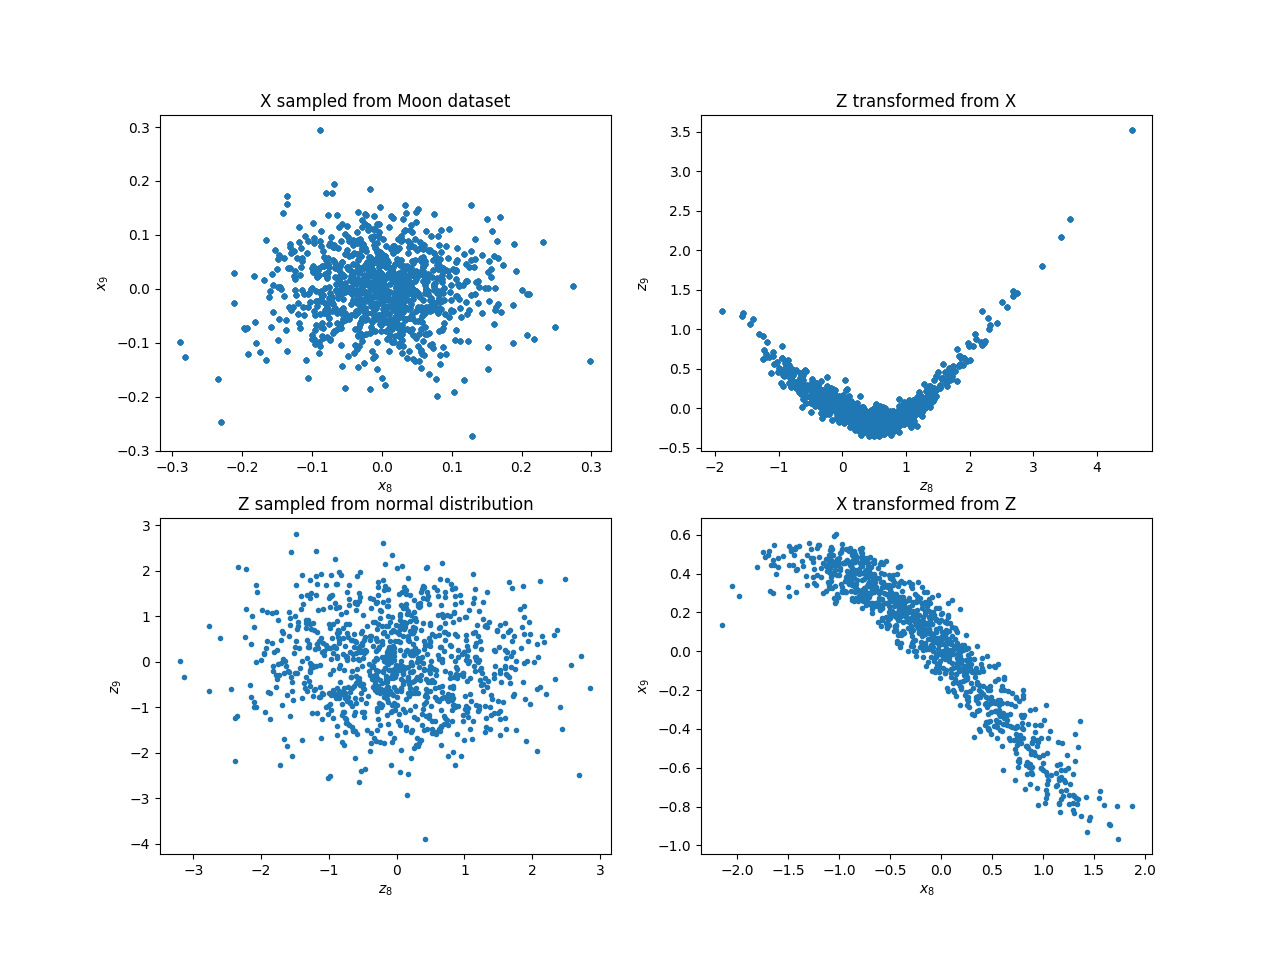 X sampled from Moon dataset
0.3
0.2
0.1
0.0
−0.1
−0.2
−0.3
x₉
−0.3 −0.2 −0.1 0.0 0.1 0.2 0.3
x₈
Z transformed from X
3.5
3.0
2.5
2.0
1.5
1.0
0.5
0.0
−0.5
z₉
−2 −1 0 1 2 3 4
z₈
Z sampled from normal distribution
3
2
1
0
−1
−2
−3
−4
z₉
−3 −2 −1 0 1 2 3
z₈
X transformed from Z
0.6
0.4
0.2
0.0
−0.2
−0.4
−0.6
−0.8
−1.0
x₉
−2.0 −1.5 −1.0 −0.5 0.0 0.5 1.0 1.5 2.0
x₈